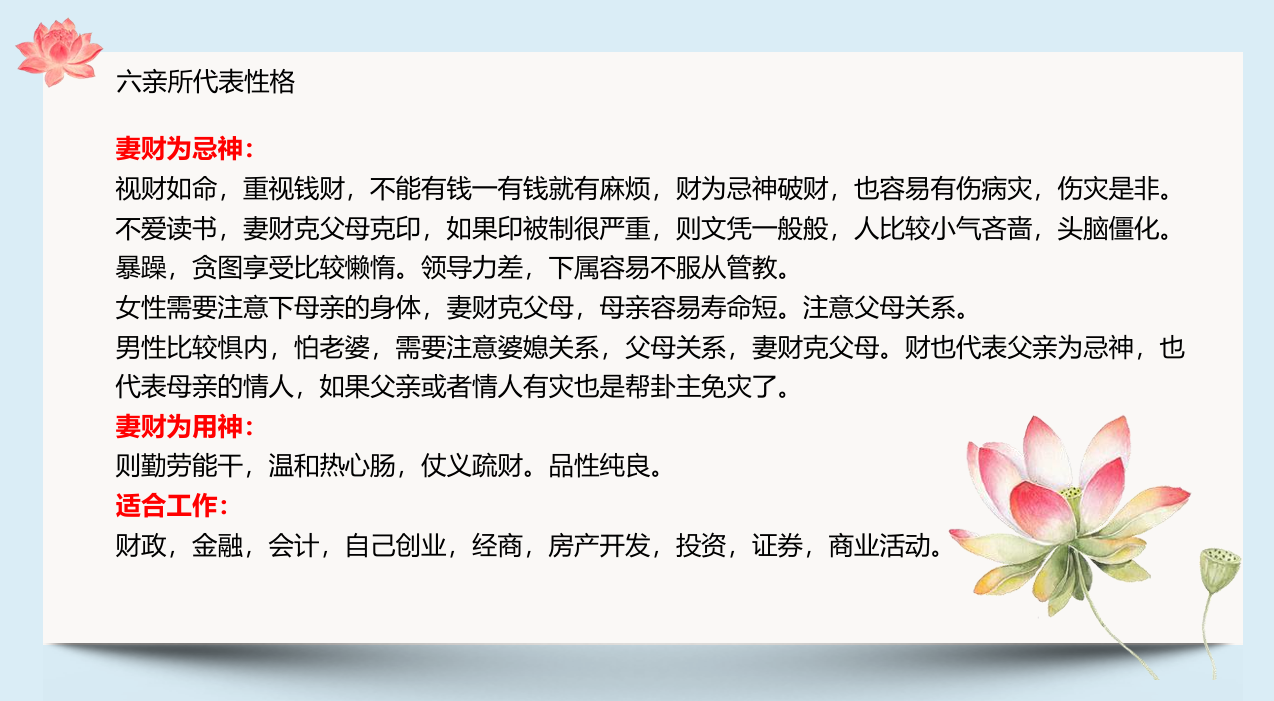 六亲所代表性格
妻财为忌神：
视财如命，重视钱财，不能有钱一有钱就有麻烦，财为忌神破财，也容易有伤病灾，伤灾是非。
不爱读书，妻财克父母克印，如果印被制很严重，则文凭一般般，人比较小气吝啬，头脑僵化。
暴躁，贪图享受比较懒惰。领导力差，下属容易不服从管教。
女性需要注意下母亲的身体，妻财克父母，母亲容易寿命短。注意父母关系。
男性比较惧内，怕老婆，需要注意婆媳关系，父母关系，妻财克父母。财也代表父亲为忌神，也
代表母亲的情人，如果父亲或者情人有灾也是帮卦主免灾了。
妻财为用神：
则勤劳能干，温和热心肠，仗义疏财。品性纯良。
适合工作：
财政，金融，会计，自己创业，经商，房产开发，投资，证券，商业活动。